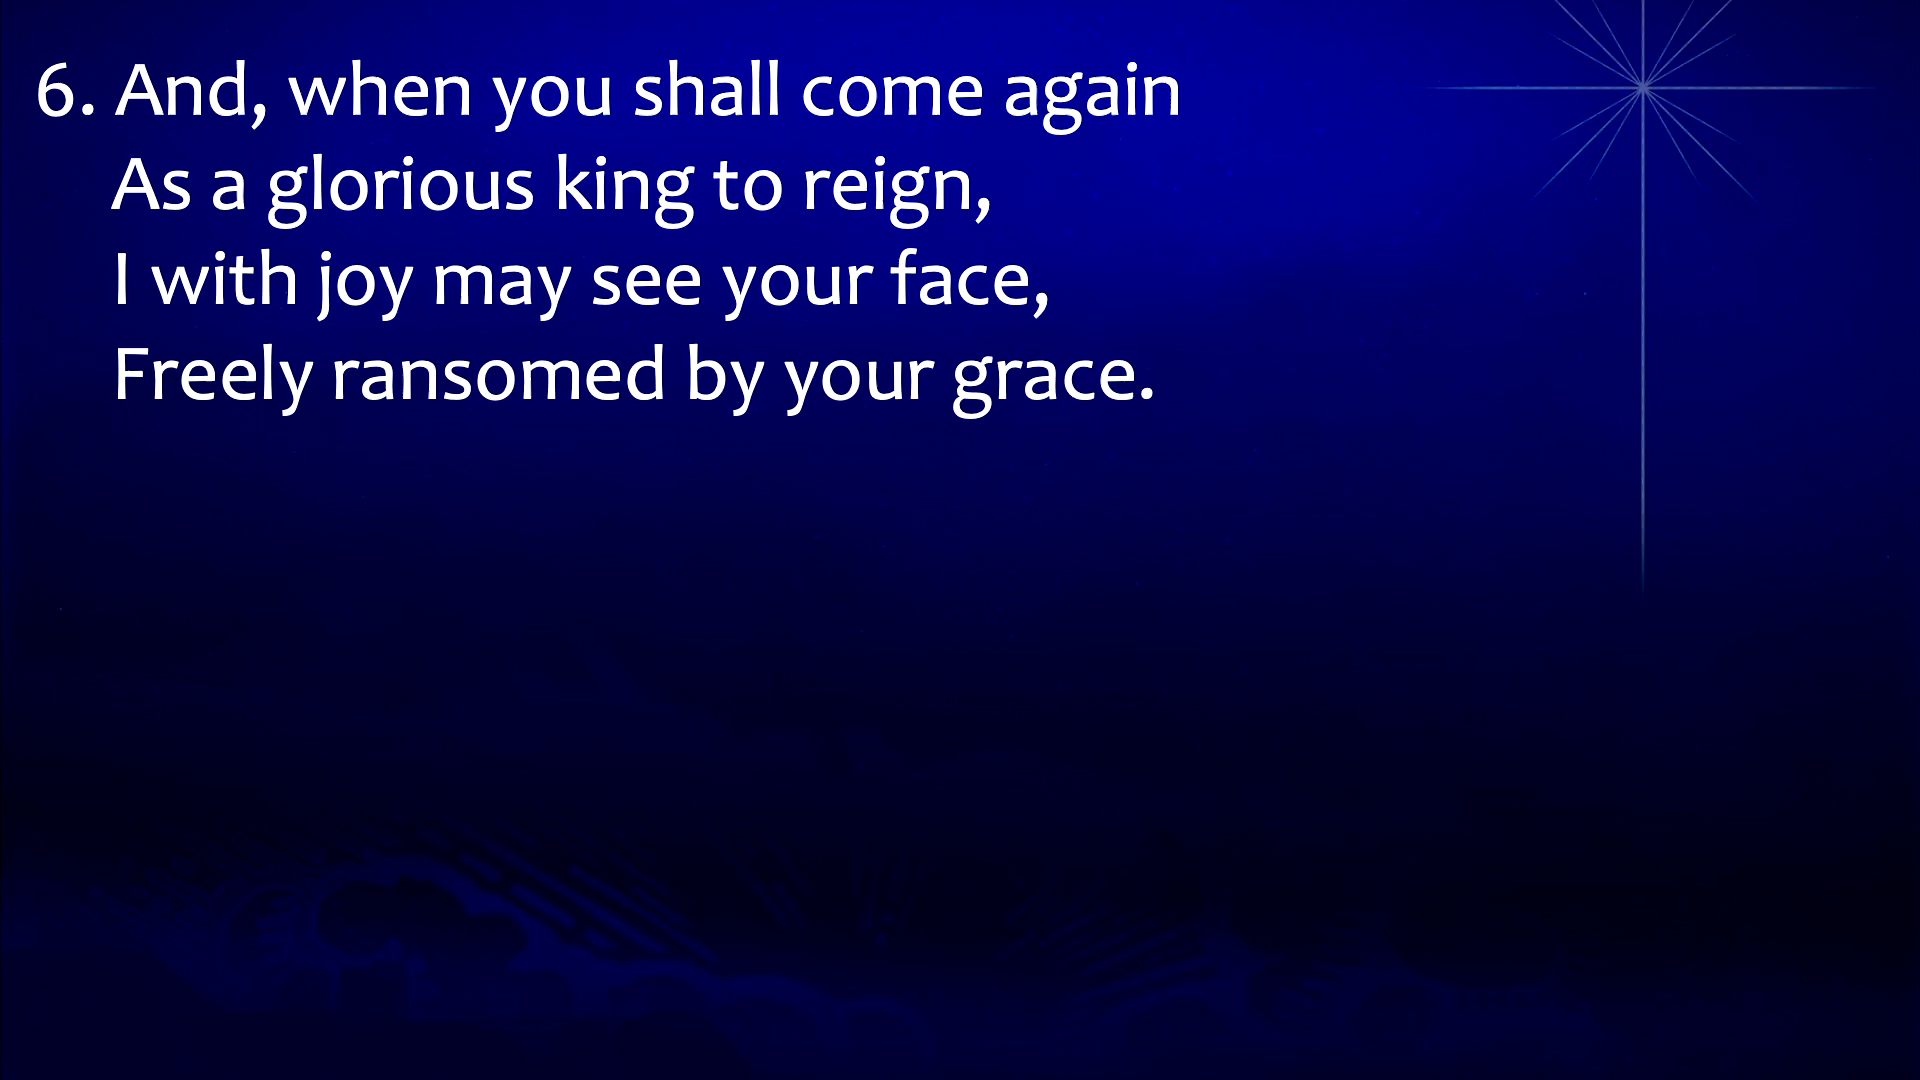 6. And, when you shall come again
As a glorious king to reign,
I with joy may see your face,
Freely ransomed by your grace.